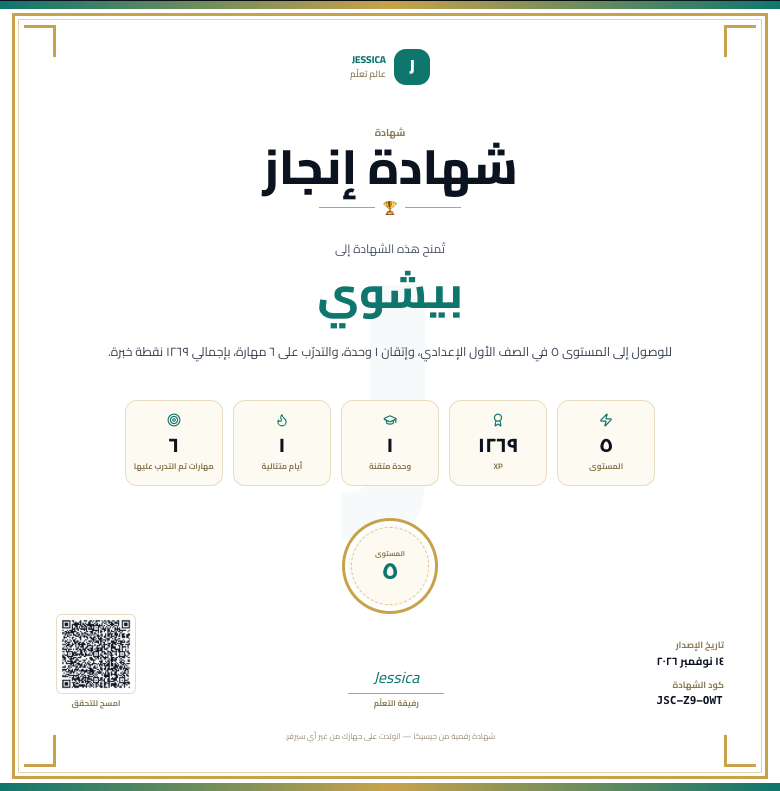 JESSICA
عالم تعلّم
J
شهادة
شهادة إنجاز
تُمنح هذه الشهادة إلى
بيشوي
للوصول إلى المستوى ٥ في الصف الأول الإعدادي، وإتقان ١ وحدة، والتدرّب على ٦ مهارة، بإجمالي ١٢٦٩ نقطة خبرة.
٥
المستوى
١٢٦٩
XP
١
وحدة متقنة
١
أيام متتالية
٦
مهارات تم التدرب عليها
المستوى
٥
تاريخ الإصدار
١٤ نوفمبر ٢٠٢٦
كود الشهادة
JSC-Z9-0WT
Jessica
رفيقة التعلّم
امسح للتحقق
شهادة رقمية من جيسيكا — اتولدت على جهازك من غير أي سيرفر.